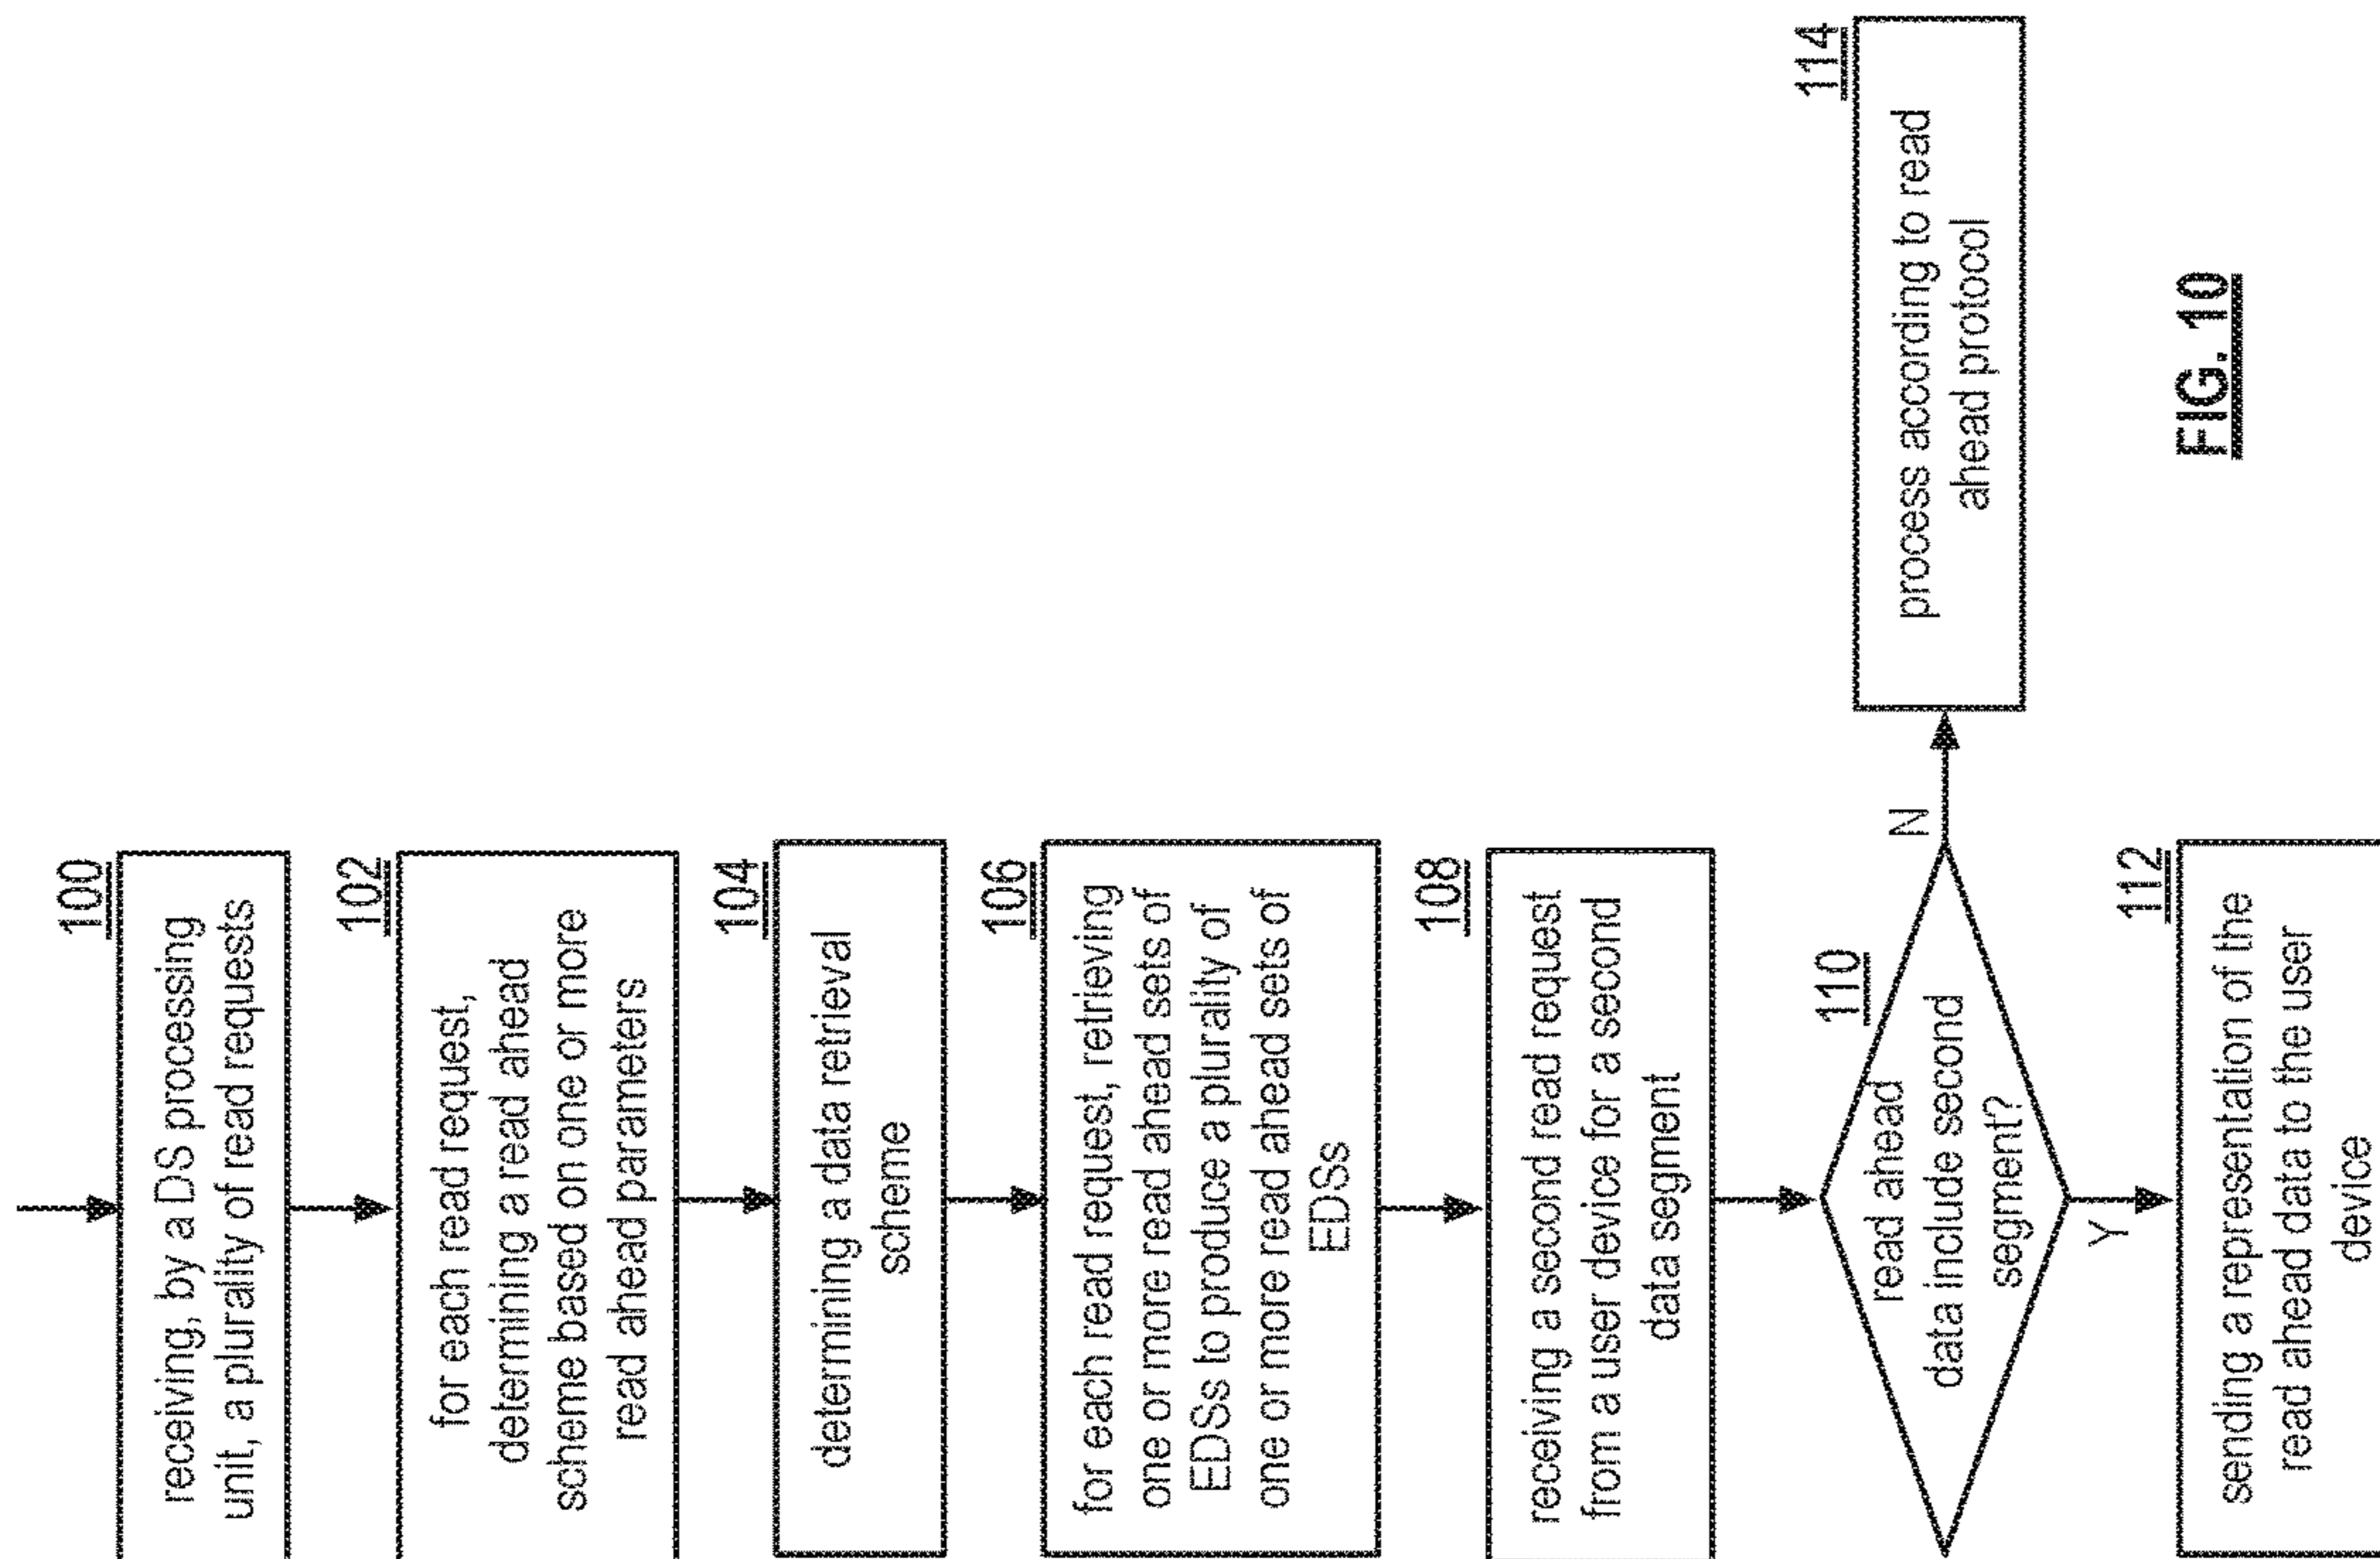 100
receiving, by a DS processing
unit, a plurality of read requests
102
for each read request,
determining a read ahead
scheme based on one or more
read ahead parameters
104
determining a data retrieval
scheme
106
for each read request, retrieving
one or more read ahead sets of
EDSs to produce a plurality of
one or more read ahead sets of
EDSs
108
receiving a second read request
from a user device for a second
data segment
110
read ahead
data include second
segment?
N
Y
112
sending a representation of the
read ahead data to the user
device
114
process according to read
ahead protocol
FIG. 10